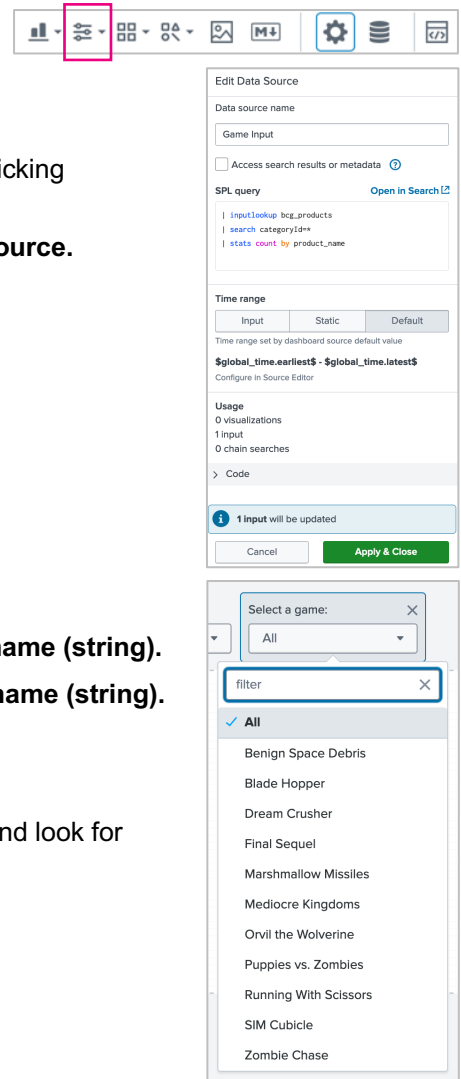 M
</>
Edit Data Source
Data source name
Game Input
Access search results or metadata ?
icking
SPL query Open in Search
| inputlookup bcg_products
| search categoryId=*
| stats count by product_name
ource.
Time range
Input Static Default
Time range set by dashboard source default value
$global_time.earliest$ - $global_time.latest$
Configure in Source Editor
Usage
0 visualizations
1 input
0 chain searches
> Code
i 1 input will be updated
Cancel Apply & Close
Select a game:
All
name (string).
filter
name (string).
All
Benign Space Debris
Blade Hopper
Dream Crusher
nd look for
Final Sequel
Marshmallow Missiles
Mediocre Kingdoms
Orvil the Wolverine
Puppies vs. Zombies
Running With Scissors
SIM Cubicle
Zombie Chase